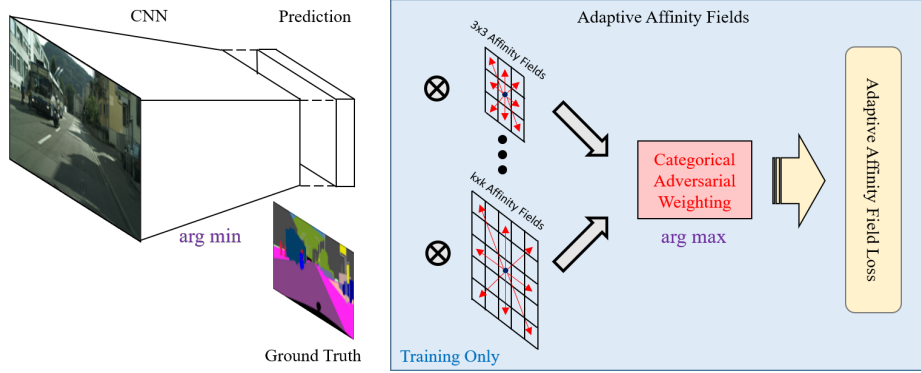 CNN
Prediction
arg min
Ground Truth
Adaptive Affinity Fields
3x3 Affinity Fields
kxk Affinity Fields
Categorical
Adversarial
Weighting
arg max
Adaptive Affinity Field Loss
Training Only